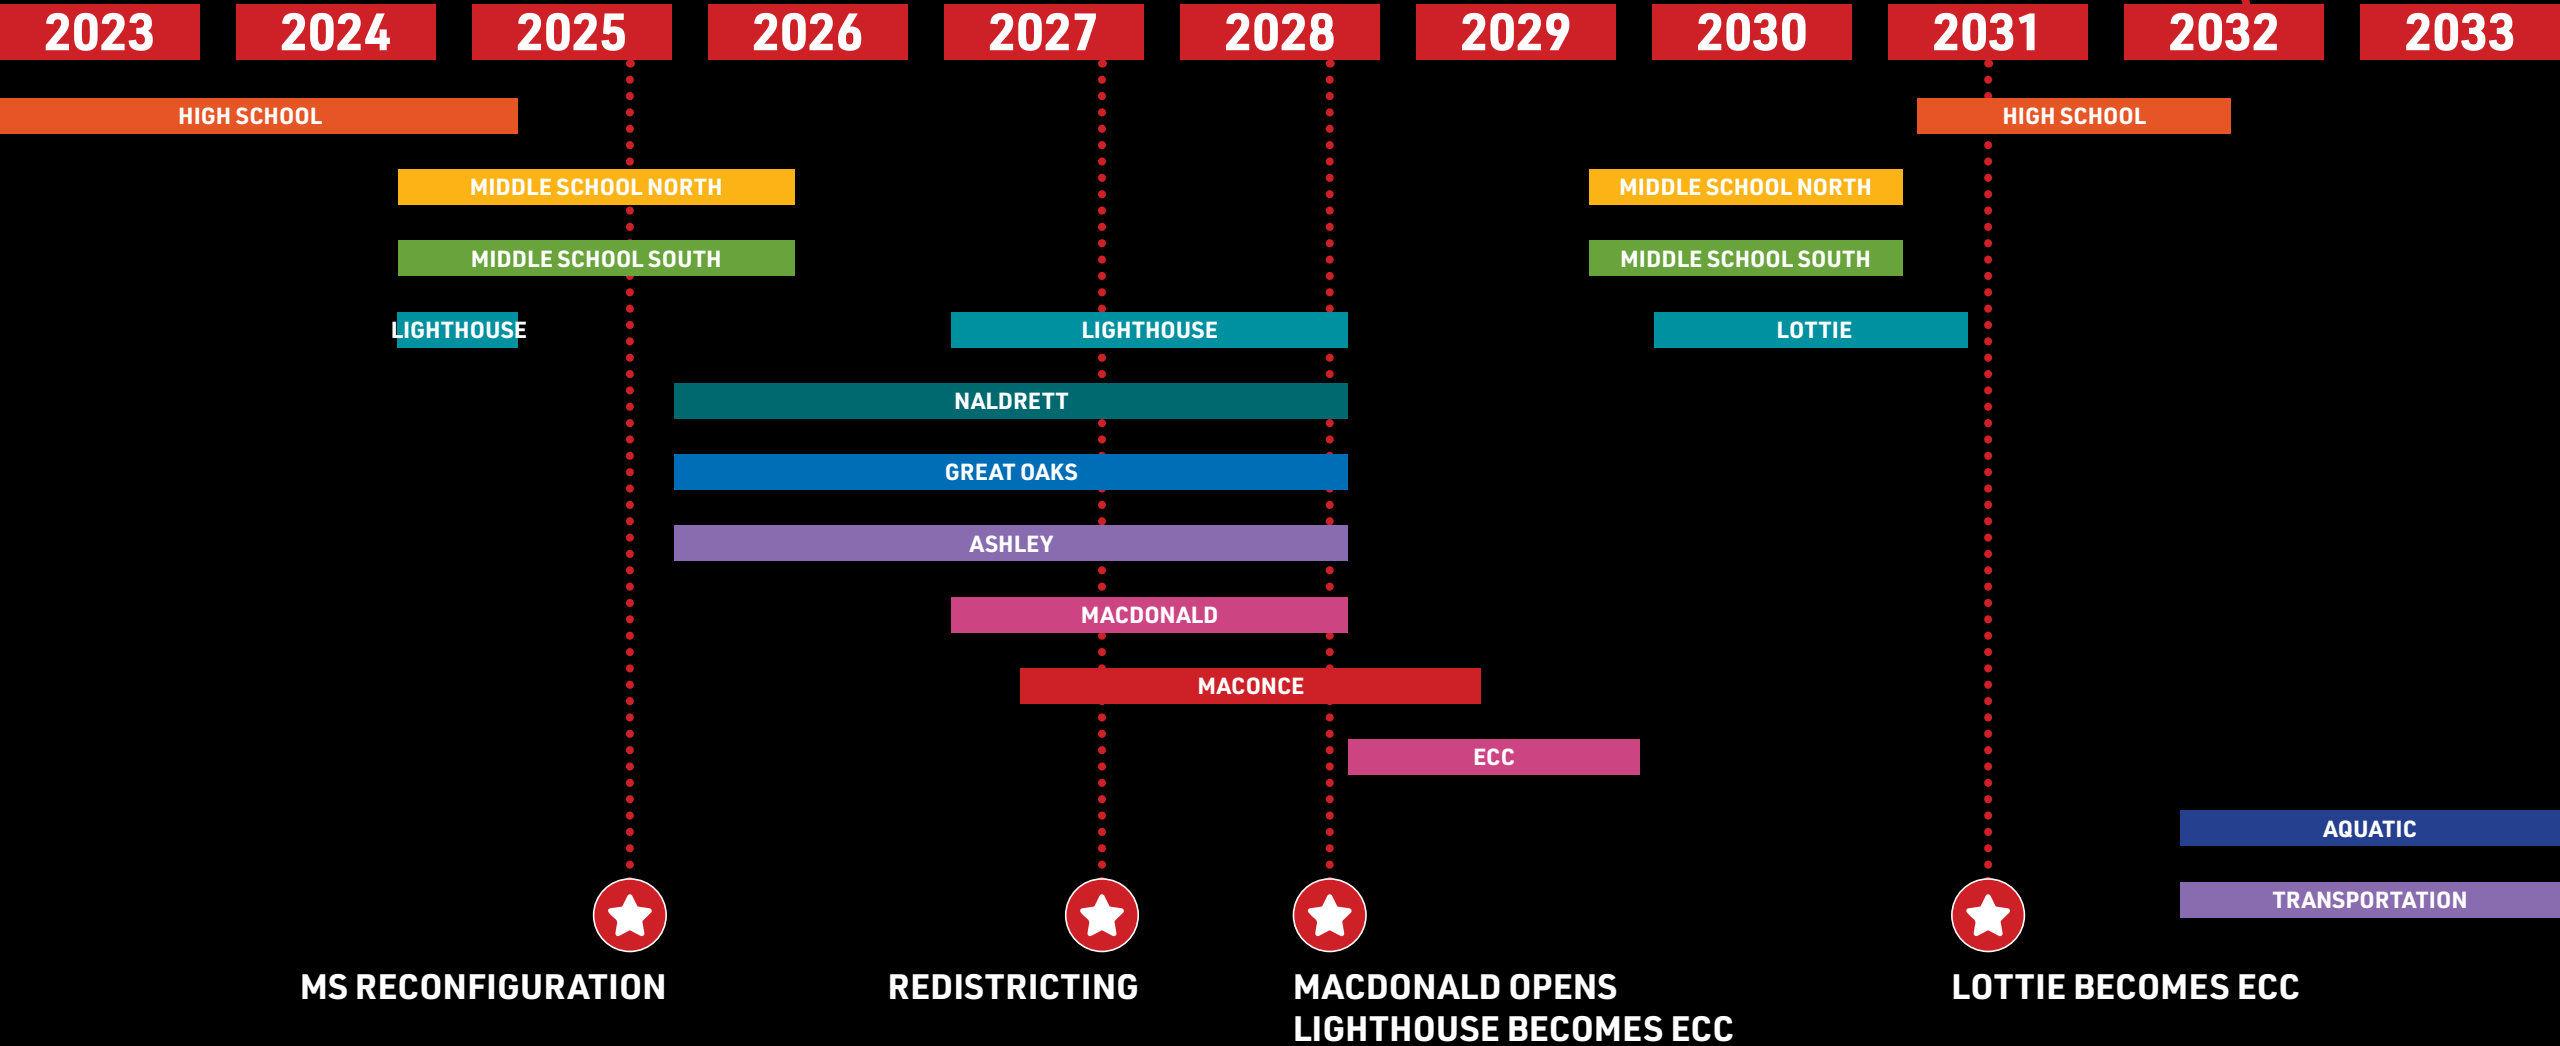 2023 2024 2025 2026 2027 2028 2029 2030 2031 2032 2033
HIGH SCHOOL HIGH SCHOOL
MIDDLE SCHOOL NORTH MIDDLE SCHOOL NORTH
MIDDLE SCHOOL SOUTH MIDDLE SCHOOL SOUTH
LIGHTHOUSE LIGHTHOUSE LOTTIE
NALDRETT
GREAT OAKS
ASHLEY
MACDONALD
MACONCE
ECC
AQUATIC
TRANSPORTATION
MS RECONFIGURATION
REDISTRICTING
MACDONALD OPENS
LIGHTHOUSE BECOMES ECC
LOTTIE BECOMES ECC